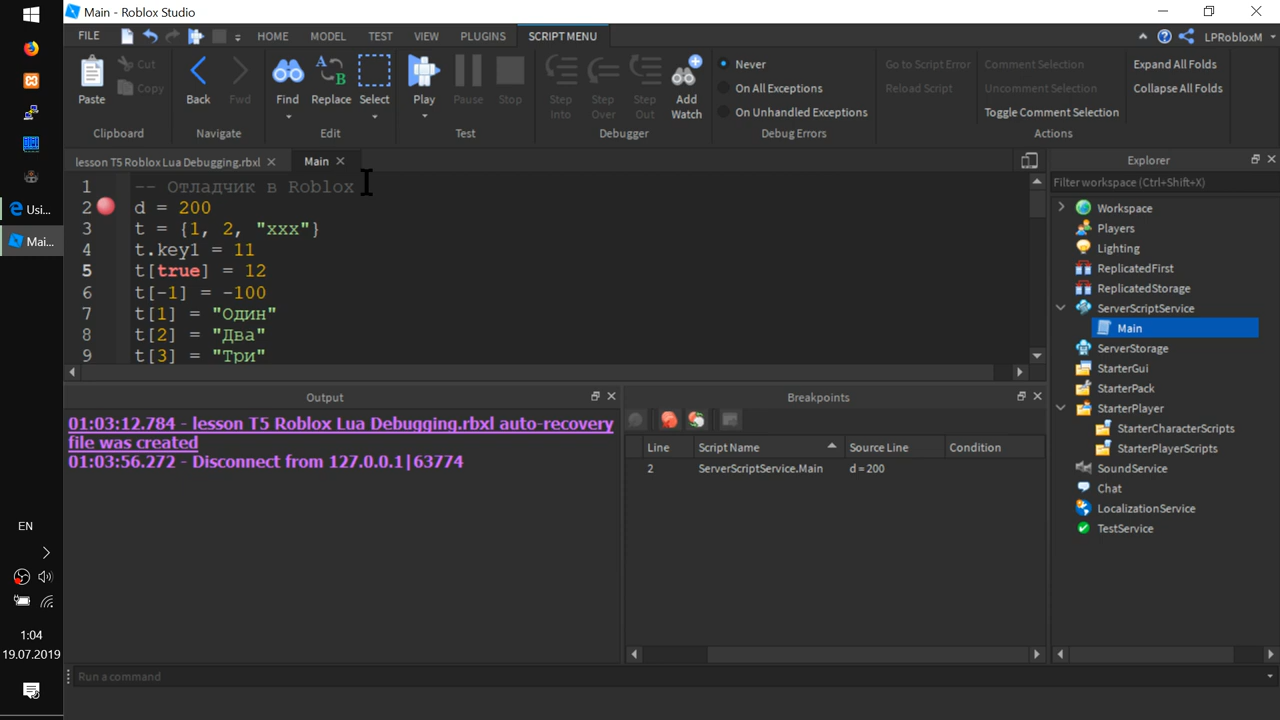 Main - Roblox Studio
FILE
HOME
MODEL
TEST
VIEW
PLUGINS
SCRIPT MENU
LPRobloxM
Paste
Cut
Copy
Clipboard
Back
Fwd
Navigate
Find
Replace
Select
Edit
Play
Pause
Stop
Test
Step Into
Step Over
Step Out
Add Watch
Debugger
Never
On All Exceptions
On Unhandled Exceptions
Debug Errors
Go to Script Error
Reload Script
Comment Selection
Uncomment Selection
Toggle Comment Selection
Expand All Folds
Collapse All Folds
Actions
lesson T5 Roblox Lua Debugging.rbxl
Main
1 -- Отладчик в Roblox
2 d = 200
3 t = {1, 2, "xxx"}
4 t.key1 = 11
5 t[true] = 12
6 t[-1] = -100
7 t[1] = "Один"
8 t[2] = "Два"
9 t[3] = "Три"
Output
01:03:12.784 - lesson T5 Roblox Lua Debugging.rbxl auto-recovery
file was created
01:03:56.272 - Disconnect from 127.0.0.1|63774
Breakpoints
Line Script Name Source Line Condition
2 ServerScriptService.Main d = 200
Explorer
Filter workspace (Ctrl+Shift+X)
Workspace
Players
Lighting
ReplicatedFirst
ReplicatedStorage
ServerScriptService
Main
ServerStorage
StarterGui
StarterPack
StarterPlayer
StarterCharacterScripts
StarterPlayerScripts
SoundService
Chat
LocalizationService
TestService
Run a command
Usi...
Mai...
EN
1:04
19.07.2019